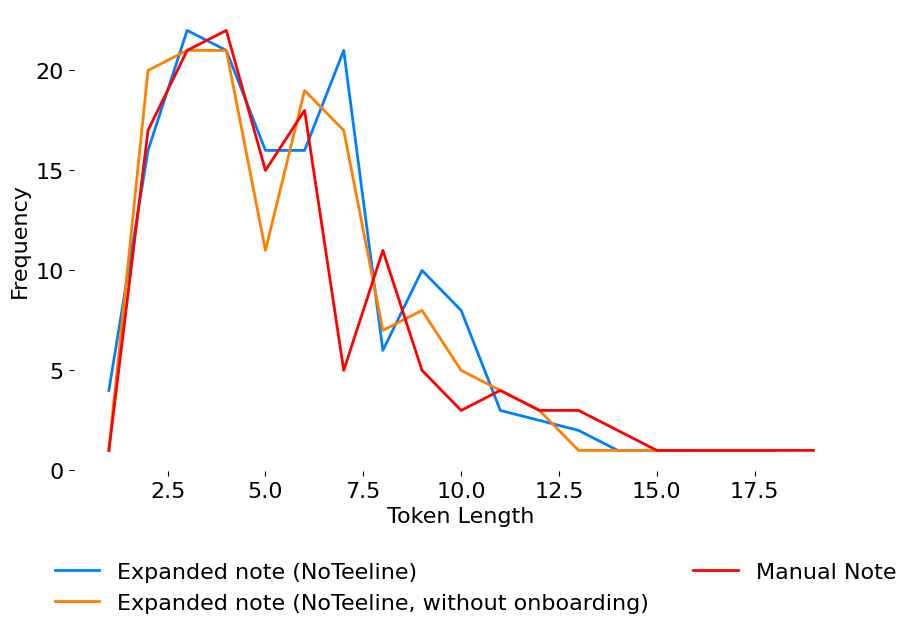 20
15
10
5
0
Frequency
2.5 5.0 7.5 10.0 12.5 15.0 17.5
Token Length
Expanded note (NoTeeline)
Expanded note (NoTeeline, without onboarding)
Manual Note